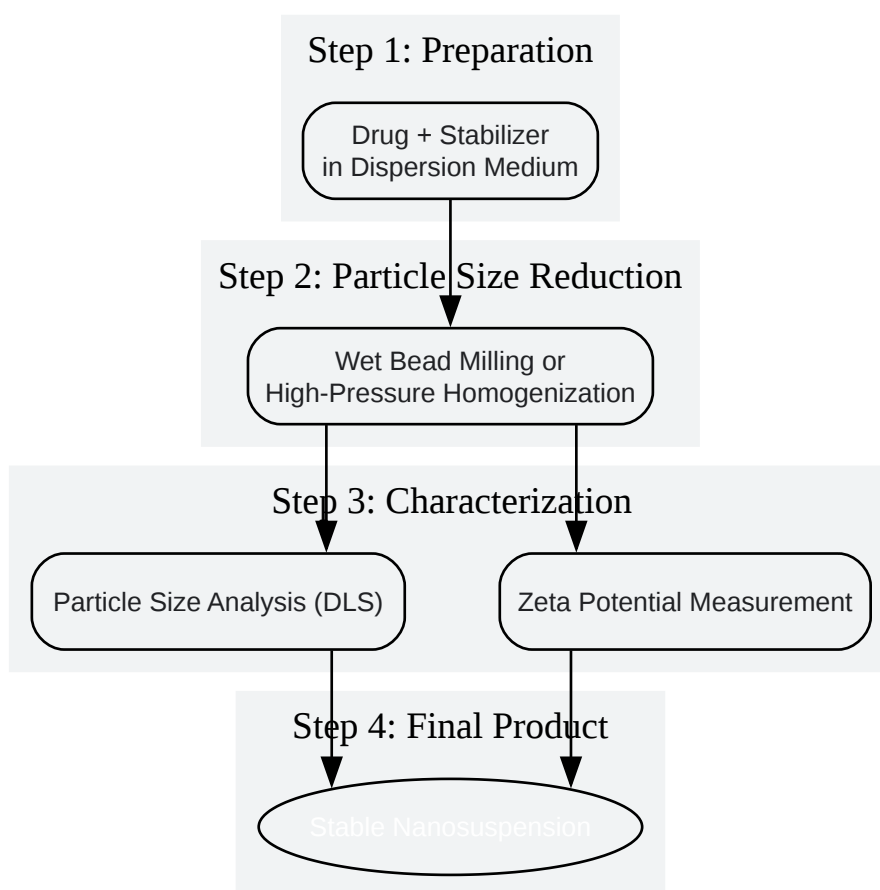 Step 1: Preparation
Drug + Stabilizer
in Dispersion Medium
Step 2: Particle Size Reduction
Wet Bead Milling or
High-Pressure Homogenization
Step 3: Characterization
Particle Size Analysis (DLS)
Zeta Potential Measurement
Step 4: Final Product
Stable Nanosuspension